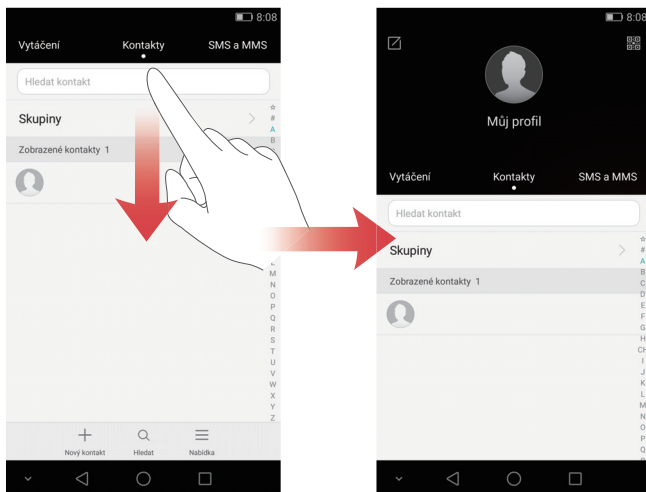 8:08
Vytáčení Kontakty SMS a MMS
Hledat kontakt
Skupiny
Zobrazené kontakty 1
☆
#
A
B
L
M
N
O
P
Q
R
S
T
U
V
W
X
Y
Z
Nový kontakt Hledat Nabídka
8:08
Můj profil
Vytáčení Kontakty SMS a MMS
Hledat kontakt
Skupiny
Zobrazené kontakty 1
☆
#
A
B
C
D
E
F
G
H
CH
I
J
K
L
M
N
O
P
Q